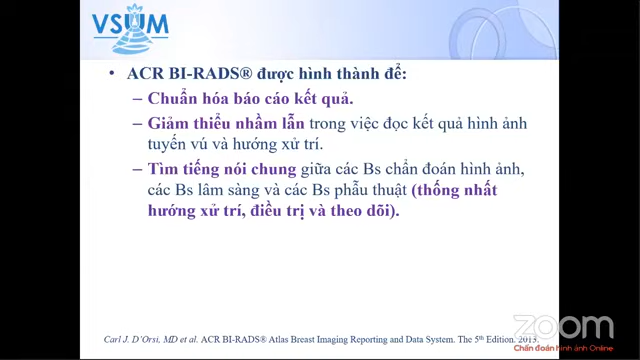 VSUM
• ACR BI-RADS® được hình thành để:
– Chuẩn hóa báo cáo kết quả.
– Giảm thiểu nhầm lẫn trong việc đọc kết quả hình ảnh
tuyến vú và hướng xử trí.
– Tìm tiếng nói chung giữa các Bs chẩn đoán hình ảnh,
các Bs lâm sàng và các Bs phẫu thuật (thống nhất
hướng xử trí, điều trị và theo dõi).
Carl J. D'Orsi, MD et al. ACR BI-RADS® Atlas Breast Imaging Reporting and Data System. The 5th Edition. 2013.
zoom
Chẩn đoán hình ảnh Online